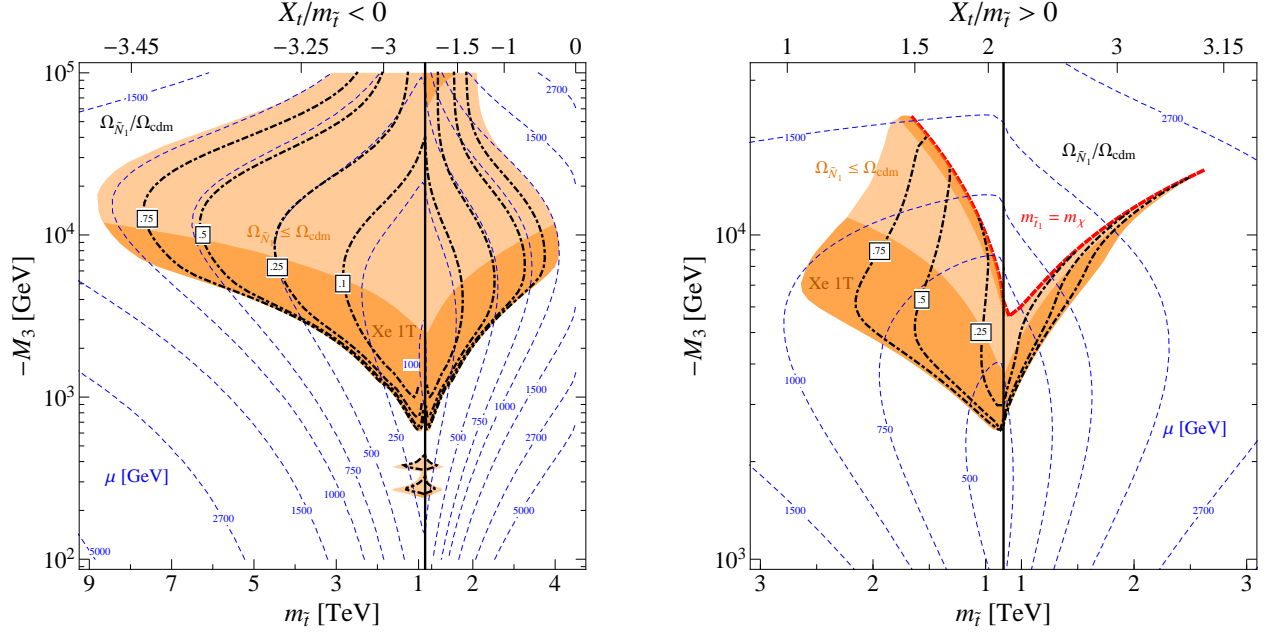 X_t/m_t̃ < 0
−3.45 −3.25 −3 −1.5 −1 0
10^5
10^4
10^3
10^2
−M_3 [GeV]
1500
2700
Ω_Ñ1/Ω_cdm
1500
.75
.5
Ω_Ñ1 ≤ Ω_cdm
.25
.1
Xe 1T
100
1000
1500
250
500
1000
750
2700
500
750
μ [GeV]
1000
1500
2700
5000
5000
9 7 5 3 1 2 4
m_t̃ [TeV]
X_t/m_t̃ > 0
1 1.5 2 3 3.15
10^4
10^3
−M_3 [GeV]
2700
1500
Ω_Ñ1/Ω_cdm
Ω_Ñ1 ≤ Ω_cdm
m_t̃1 = m_χ
.75
Xe 1T
.5
.25
1000
750
μ [GeV]
500
1500
2700
3 2 1 1 2 3
m_t̃ [TeV]